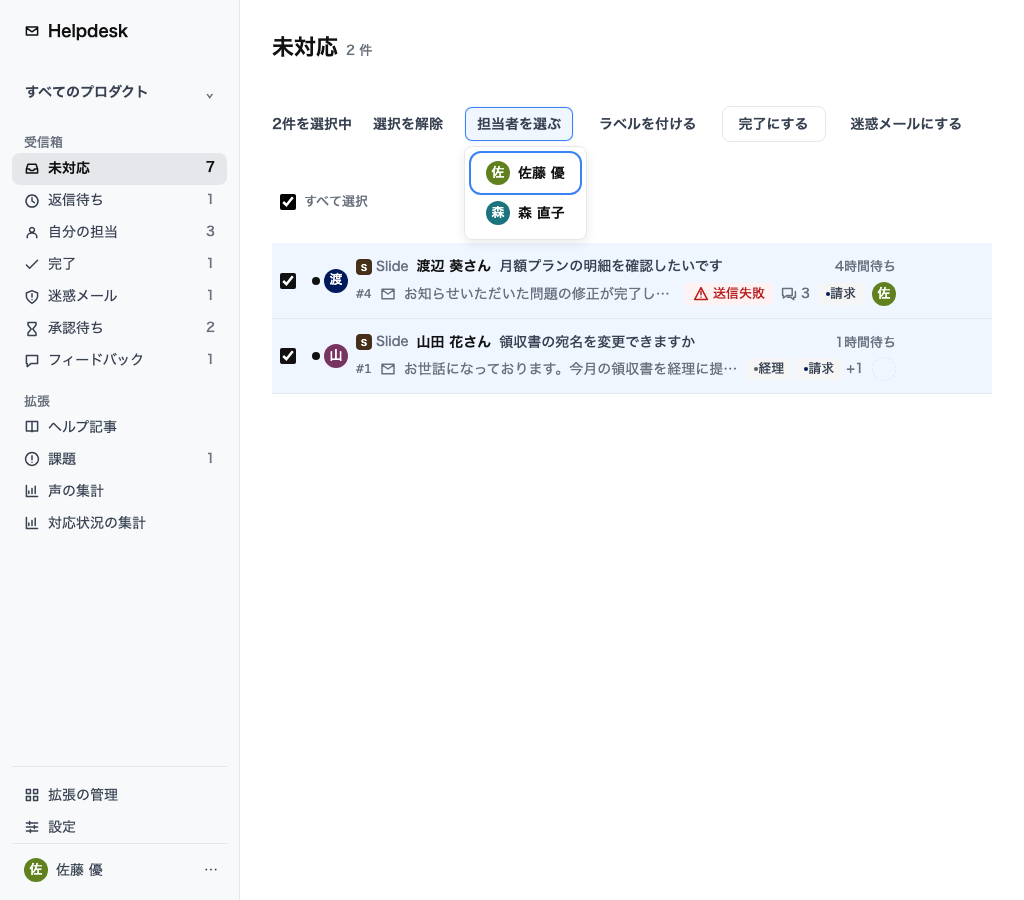 Helpdesk
すべてのプロダクト
受信箱
未対応 7
返信待ち 1
自分の担当 3
完了 1
迷惑メール 1
承認待ち 2
フィードバック 1
拡張
ヘルプ記事
課題 1
声の集計
対応状況の集計
拡張の管理
設定
佐 佐藤 優 …
未対応 2 件
2件を選択中 選択を解除 担当者を選ぶ ラベルを付ける 完了にする 迷惑メールにする
佐 佐藤 優
森 森 直子
すべて選択
渡 S Slide 渡辺 葵さん 月額プランの明細を確認したいです 4時間待ち
#4 お知らせいただいた問題の修正が完了し… 送信失敗 3 •請求 佐
山 S Slide 山田 花さん 領収書の宛名を変更できますか 1時間待ち
#1 お世話になっております。今月の領収書を経理に提… •経理 •請求 +1